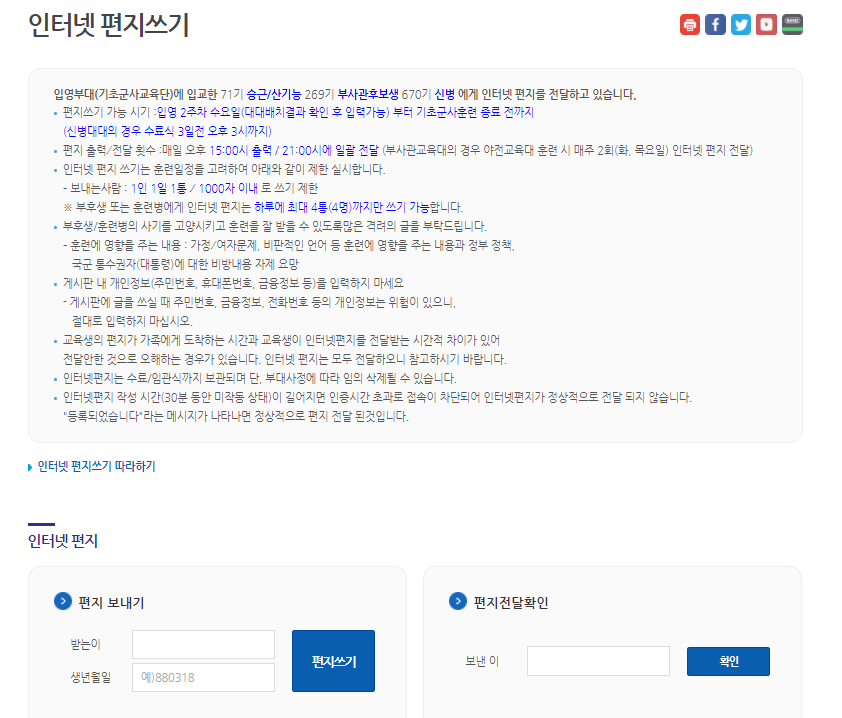 인터넷 편지쓰기
BAND
입영부대(기초군사교육단)에 입교한 71기 승근/산기능 269기 부사관후보생 670기 신병 에게 인터넷 편지를 전달하고 있습니다.
편지쓰기 가능 시기 :입영 2주차 수요일(대대배치결과 확인 후 입력가능) 부터 기초군사훈련 종료 전까지
(신병대대의 경우 수료식 3일전 오후 3시까지)
편지 출력/전달 횟수 :매일 오후 15:00시 출력 / 21:00시에 일괄 전달 (부사관교육대의 경우 야전교육대 훈련 시 매주 2회(화, 목요일) 인터넷 편지 전달)
인터넷 편지 쓰기는 훈련일정을 고려하여 아래와 같이 제한 실시합니다.
- 보내는사람 : 1인 1일 1통 / 1000자 이내 로 쓰기 제한
※ 부후생 또는 훈련병에게 인터넷 편지는 하루에 최대 4통(4명)까지만 쓰기 가능합니다.
부후생/훈련병의 사기를 고양시키고 훈련을 잘 받을 수 있도록많은 격려의 글을 부탁드립니다.
- 훈련에 영향을 주는 내용 : 가정/여자문제, 비판적인 언어 등 훈련에 영향을 주는 내용과 정부 정책,
국군 통수권자(대통령)에 대한 비방내용 자제 요망
게시판 내 개인정보(주민번호, 휴대폰번호, 금융정보 등)을 입력하지 마세요
- 게시판에 글을 쓰실 때 주민번호, 금융정보, 전화번호 등의 개인정보는 위험이 있으니,
절대로 입력하지 마십시오.
교육생의 편지가 가족에게 도착하는 시간과 교육생이 인터넷편지를 전달받는 시간적 차이가 있어
전달안한 것으로 오해하는 경우가 있습니다. 인터넷 편지는 모두 전달하오니 참고하시기 바랍니다.
인터넷편지는 수료/임관식까지 보관되며 단, 부대사정에 따라 임의 삭제될 수 있습니다.
인터넷편지 작성 시간(30분 동안 미작동 상태)이 길어지면 인증시간 초과로 접속이 차단되어 인터넷편지가 정상적으로 전달 되지 않습니다.
"등록되었습니다"라는 메시지가 나타나면 정상적으로 편지 전달 된것입니다.
인터넷 편지쓰기 따라하기
인터넷 편지
편지 보내기
받는이
생년월일
예)880318
편지쓰기
편지전달확인
보낸 이
확인